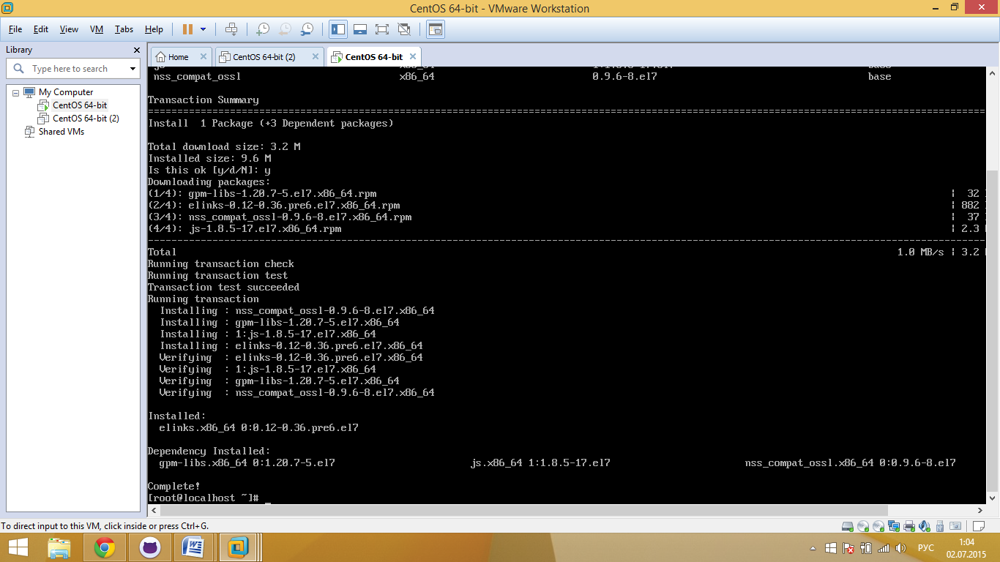 CentOS 64-bit - VMware Workstation
File Edit View VM Tabs Help
Library
Type here to search
My Computer
CentOS 64-bit
CentOS 64-bit (2)
Shared VMs
Home CentOS 64-bit (2) CentOS 64-bit
nss_compat_ossl x86_64 0.9.6-8.el7 base
Transaction Summary
Install 1 Package (+3 Dependent packages)
Total download size: 3.2 M
Installed size: 9.6 M
Is this ok [y/d/N]: y
Downloading packages:
(1/4): gpm-libs-1.20.7-5.el7.x86_64.rpm | 32
(2/4): elinks-0.12-0.36.pre6.el7.x86_64.rpm | 882
(3/4): nss_compat_ossl-0.9.6-8.el7.x86_64.rpm | 37
(4/4): js-1.8.5-17.el7.x86_64.rpm | 2.3
Total 1.0 MB/s | 3.2
Running transaction check
Running transaction test
Transaction test succeeded
Running transaction
Installing : nss_compat_ossl-0.9.6-8.el7.x86_64
Installing : gpm-libs-1.20.7-5.el7.x86_64
Installing : 1:js-1.8.5-17.el7.x86_64
Installing : elinks-0.12-0.36.pre6.el7.x86_64
Verifying : elinks-0.12-0.36.pre6.el7.x86_64
Verifying : 1:js-1.8.5-17.el7.x86_64
Verifying : gpm-libs-1.20.7-5.el7.x86_64
Verifying : nss_compat_ossl-0.9.6-8.el7.x86_64
Installed:
elinks.x86_64 0:0.12-0.36.pre6.el7
Dependency Installed:
gpm-libs.x86_64 0:1.20.7-5.el7 js.x86_64 1:1.8.5-17.el7 nss_compat_ossl.x86_64 0:0.9.6-8.el7
Complete!
[root@localhost ~]# _
To direct input to this VM, click inside or press Ctrl+G.
РУС
1:04
02.07.2015